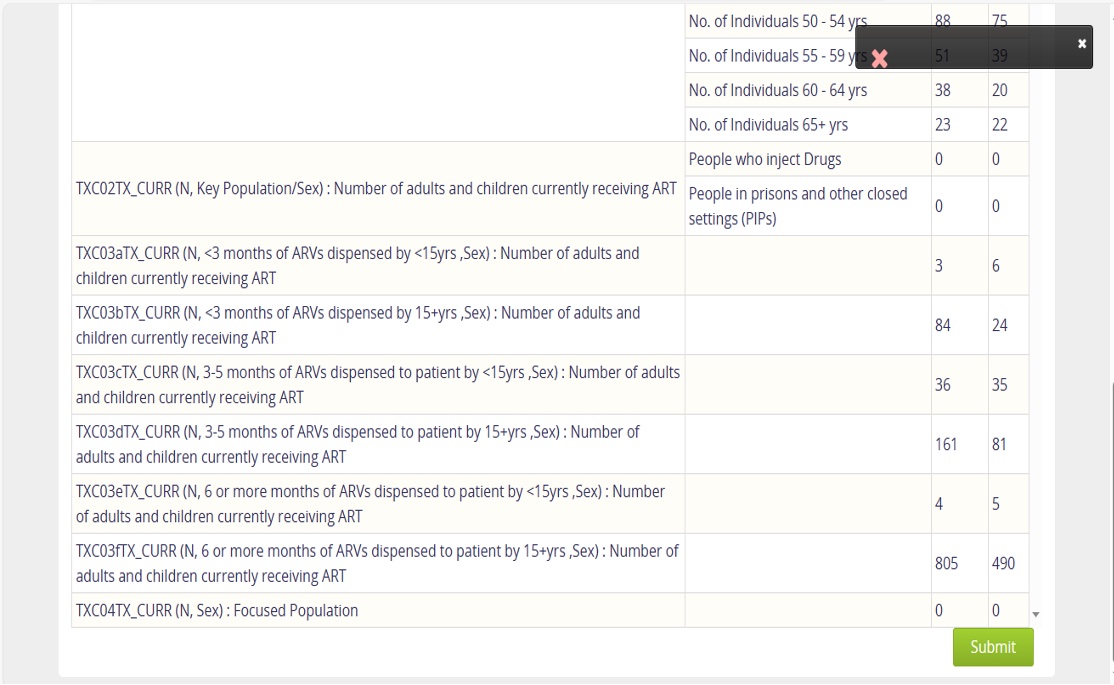 No. of Individuals 50 - 54 yrs 88 75
No. of Individuals 55 - 59 yrs 51 39
No. of Individuals 60 - 64 yrs 38 20
No. of Individuals 65+ yrs 23 22
People who inject Drugs 0 0
TXC02TX_CURR (N, Key Population/Sex) : Number of adults and children currently receiving ART
People in prisons and other closed
settings (PIPs) 0 0
TXC03aTX_CURR (N, <3 months of ARVs dispensed by <15yrs ,Sex) : Number of adults and
children currently receiving ART
3 6
TXC03bTX_CURR (N, <3 months of ARVs dispensed by 15+yrs ,Sex) : Number of adults and
children currently receiving ART
84 24
TXC03cTX_CURR (N, 3-5 months of ARVs dispensed to patient by <15yrs ,Sex) : Number of adults
and children currently receiving ART
36 35
TXC03dTX_CURR (N, 3-5 months of ARVs dispensed to patient by 15+yrs ,Sex) : Number of
adults and children currently receiving ART
161 81
TXC03eTX_CURR (N, 6 or more months of ARVs dispensed to patient by <15yrs ,Sex) : Number
of adults and children currently receiving ART
4 5
TXC03fTX_CURR (N, 6 or more months of ARVs dispensed to patient by 15+yrs ,Sex) : Number of
adults and children currently receiving ART
805 490
TXC04TX_CURR (N, Sex) : Focused Population 0 0
Submit